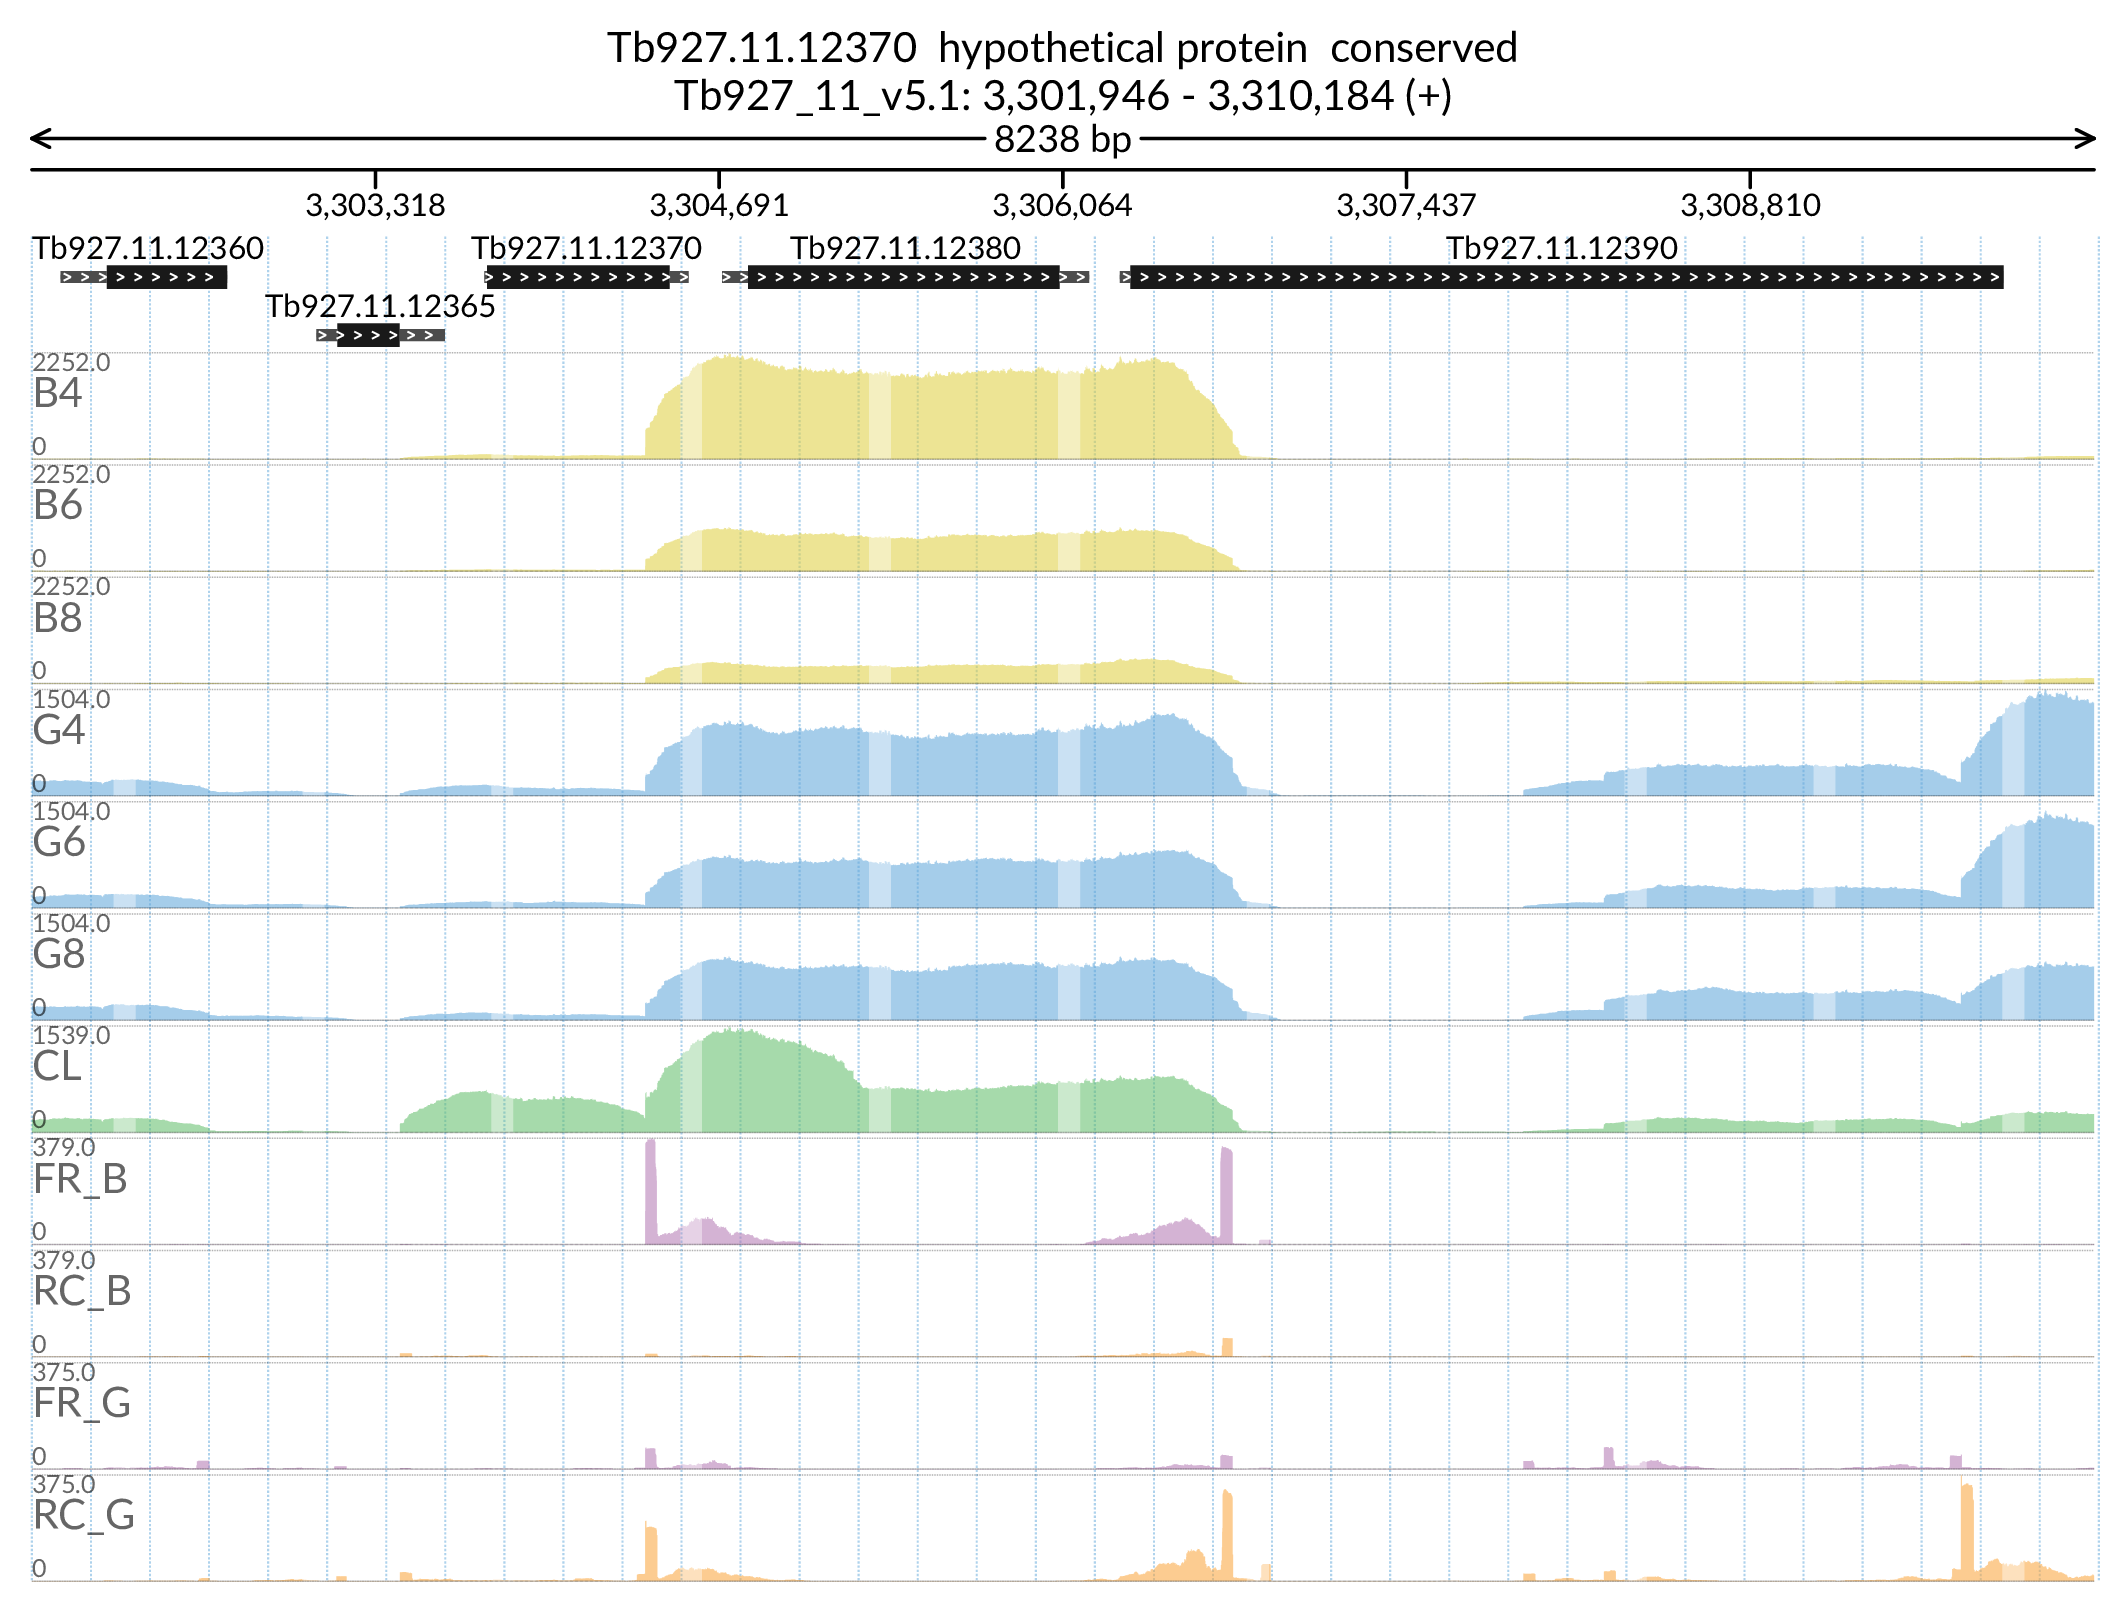 Tb927.11.12370 hypothetical protein conserved
Tb927_11_v5.1: 3,301,946 - 3,310,184 (+)
8238 bp
3,303,318 3,304,691 3,306,064 3,307,437 3,308,810
Tb927.11.12360 Tb927.11.12370 Tb927.11.12380 Tb927.11.12390
Tb927.11.12365
2252.0
B4
0
2252.0
B6
0
2252.0
B8
0
1504.0
G4
0
1504.0
G6
0
1504.0
G8
0
1539.0
CL
0
379.0
FR_B
0
379.0
RC_B
0
375.0
FR_G
0
375.0
RC_G
0